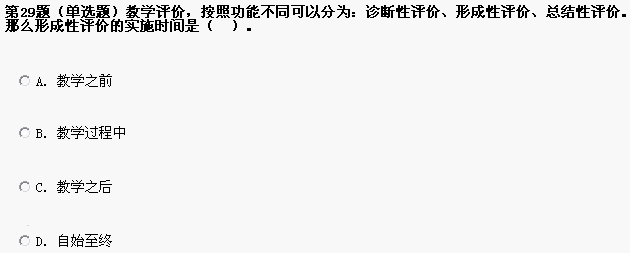 第29题（单选题）教学评价，按照功能不同可以分为：诊断性评价、形成性评价、总结性评价。
那么形成性评价的实施时间是（  ）.
A. 教学之前
B. 教学过程中
C. 教学之后
D. 自始至终